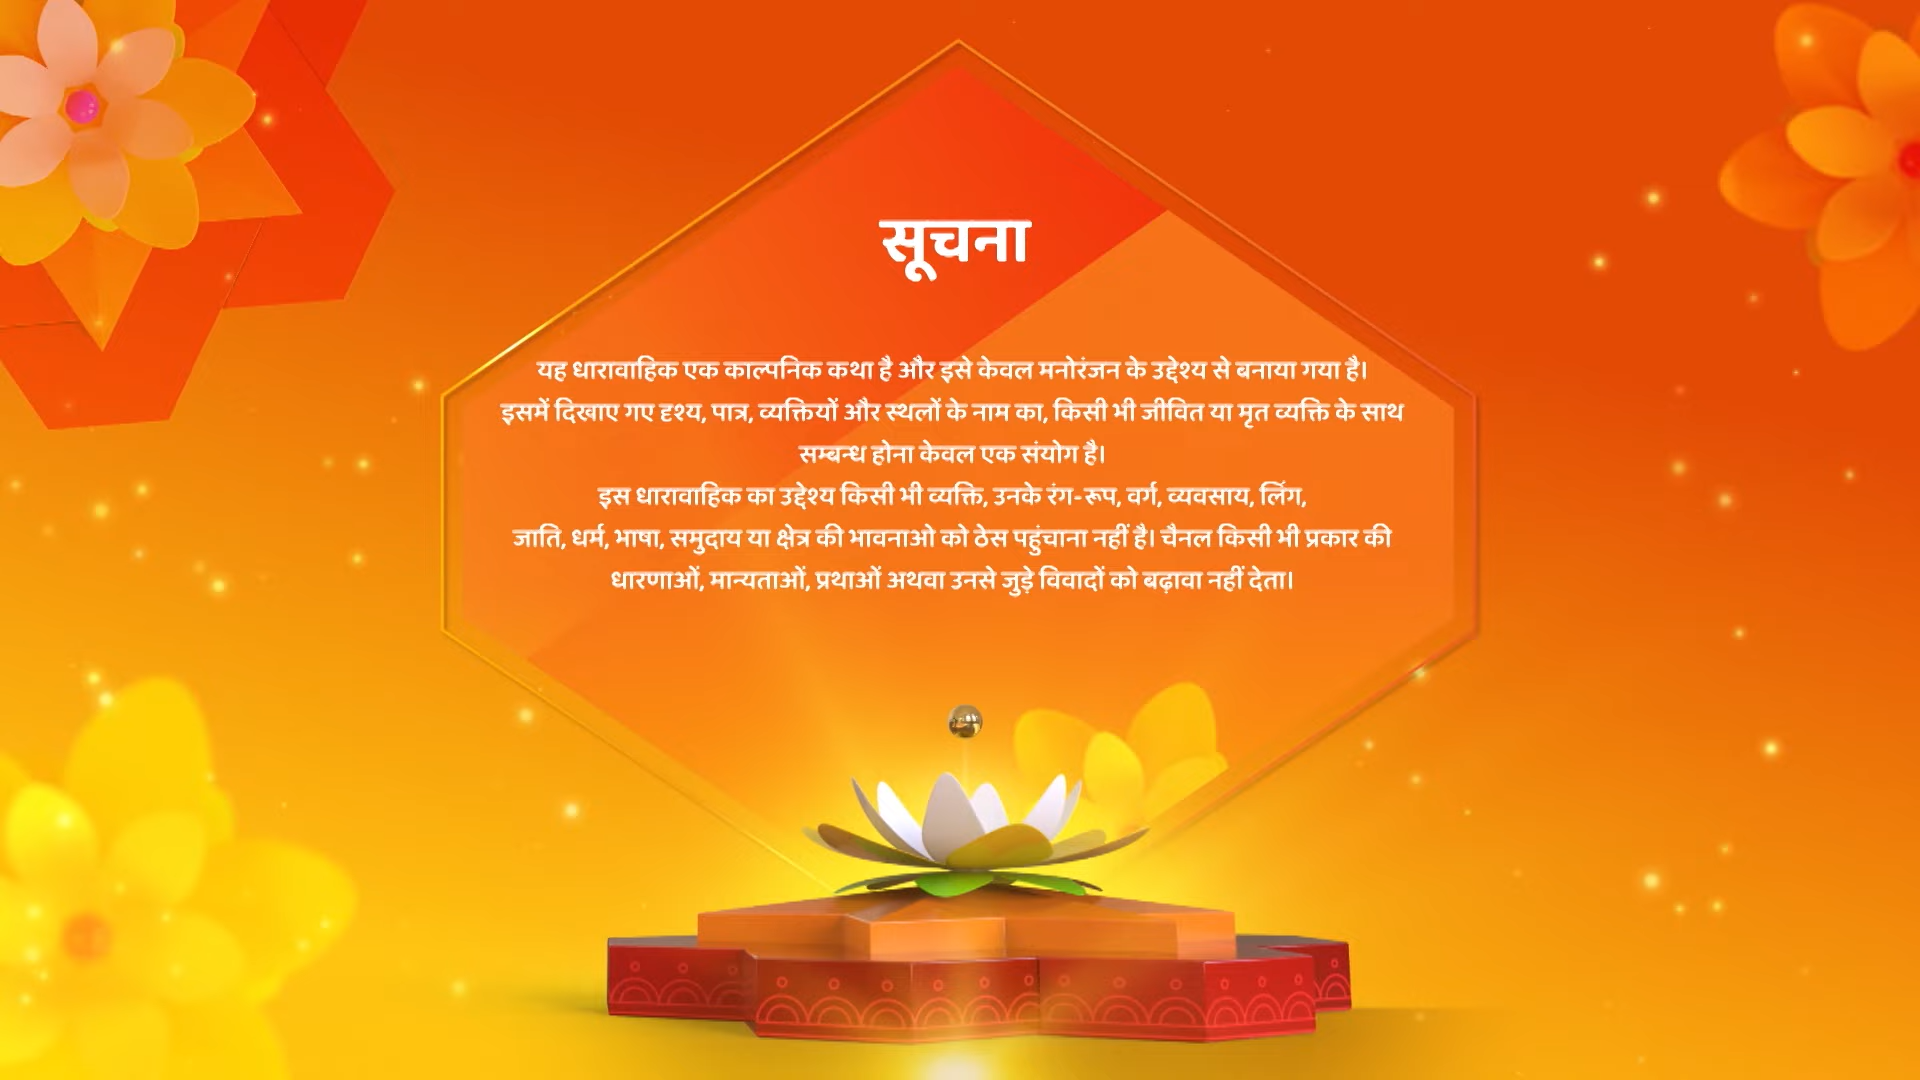 सूचना
यह धारावाहिक एक काल्पनिक कथा है और इसे केवल मनोरंजन के उद्देश्य से बनाया गया है।
इसमें दिखाए गए दृश्य, पात्र, व्यक्तियों और स्थलों के नाम का, किसी भी जीवित या मृत व्यक्ति के साथ
सम्बन्ध होना केवल एक संयोग है।
इस धारावाहिक का उद्देश्य किसी भी व्यक्ति, उनके रंग-रूप, वर्ग, व्यवसाय, लिंग,
जाति, धर्म, भाषा, समुदाय या क्षेत्र की भावनाओ को ठेस पहुंचाना नहीं है। चैनल किसी भी प्रकार की
धारणाओं, मान्यताओं, प्रथाओं अथवा उनसे जुड़े विवादों को बढ़ावा नहीं देता।